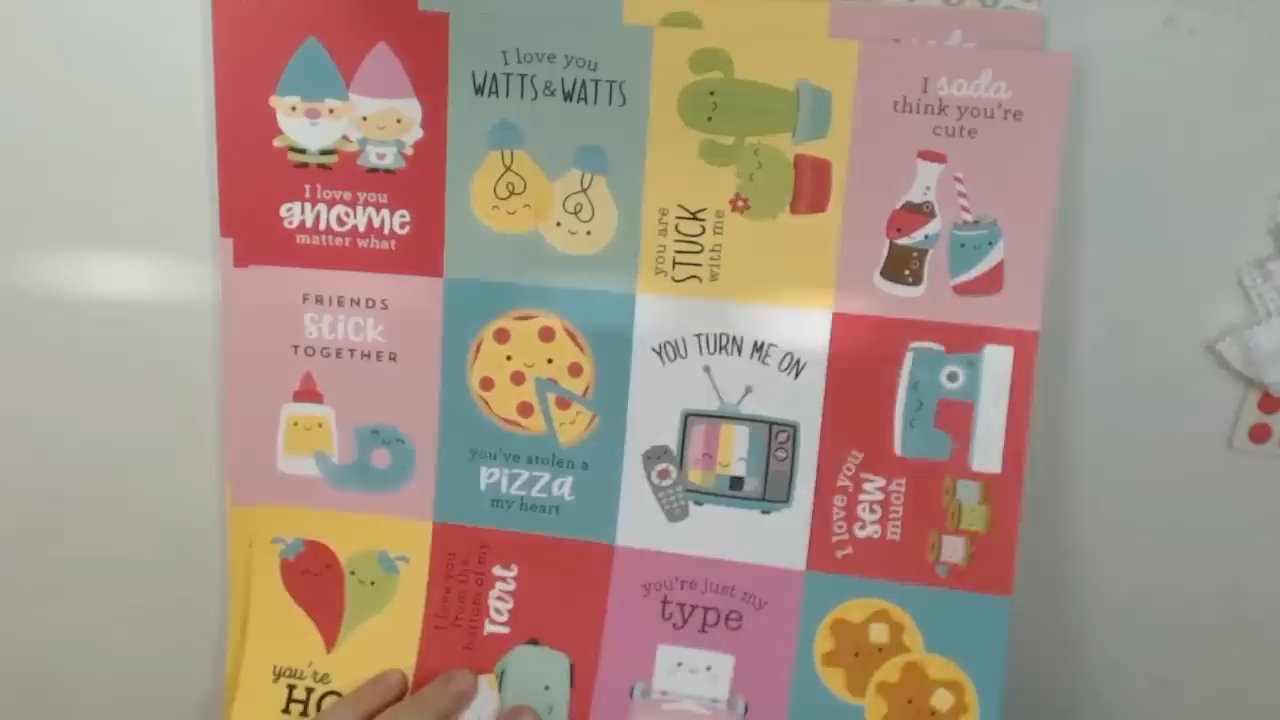 I love you
gnome
matter what
I love you
WATTS & WATTS
you are
STUCK
with me
I soda
think you're
cute
FRIENDS
stick
TOGETHER
you've stolen a
pizza
my heart
YOU TURN ME ON
I love you
sew
much
you're
I love you
from the
bottom of my
Tart
you're just my
type